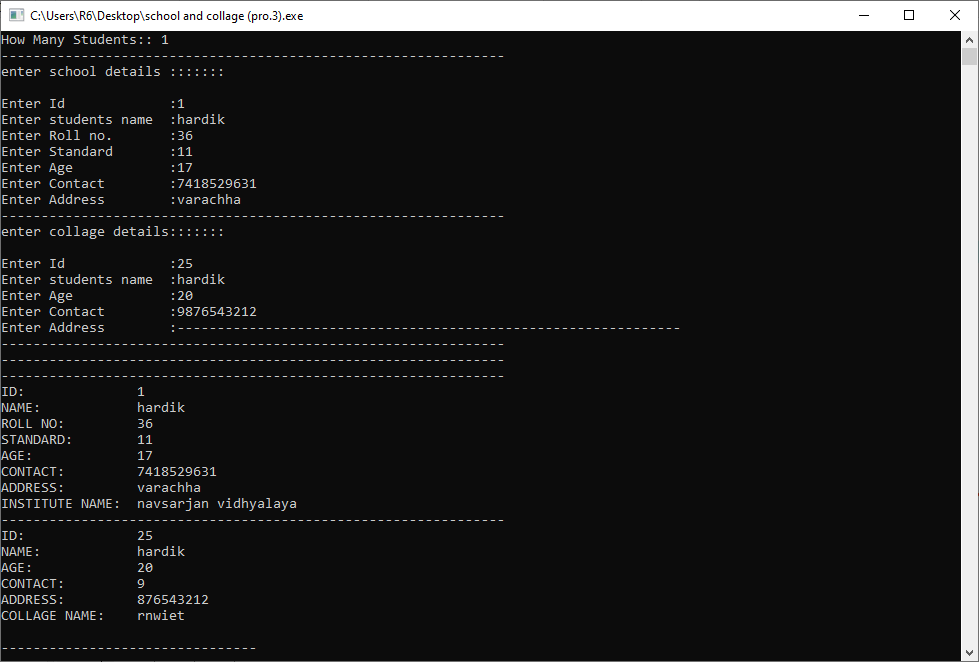 C:\Users\R6\Desktop\school and collage (pro.3).exe
How Many Students:: 1
---------------------------------------------------------------
enter school details :::::::
Enter Id             :1
Enter students name  :hardik
Enter Roll no.       :36
Enter Standard       :11
Enter Age            :17
Enter Contact        :7418529631
Enter Address        :varachha
---------------------------------------------------------------
enter collage details:::::::
Enter Id             :25
Enter students name  :hardik
Enter Age            :20
Enter Contact        :9876543212
Enter Address        :---------------------------------------------------------------
---------------------------------------------------------------
---------------------------------------------------------------
---------------------------------------------------------------
ID:              1
NAME:            hardik
ROLL NO:         36
STANDARD:        11
AGE:             17
CONTACT:         7418529631
ADDRESS:         varachha
INSTITUTE NAME:  navsarjan vidhyalaya
---------------------------------------------------------------
ID:              25
NAME:            hardik
AGE:             20
CONTACT:         9
ADDRESS:         876543212
COLLAGE NAME:    rnwiet
--------------------------------